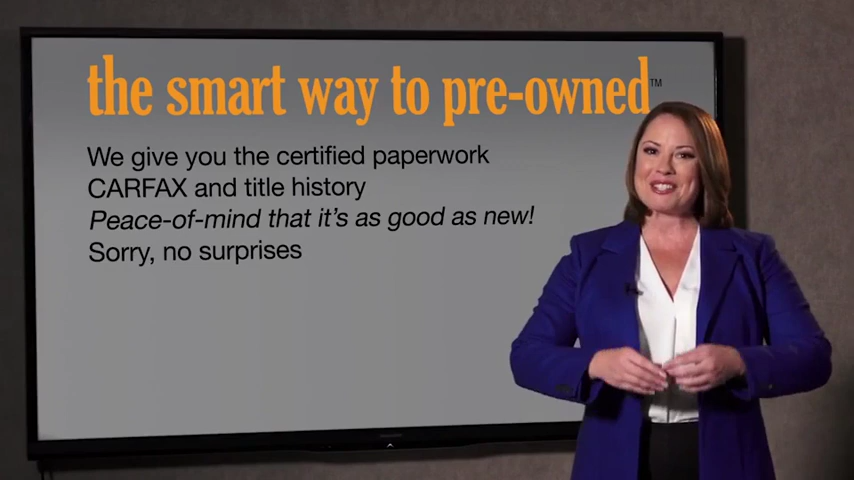 the smart way to pre-owned™
We give you the certified paperwork
CARFAX and title history
Peace-of-mind that it's as good as new!
Sorry, no surprises